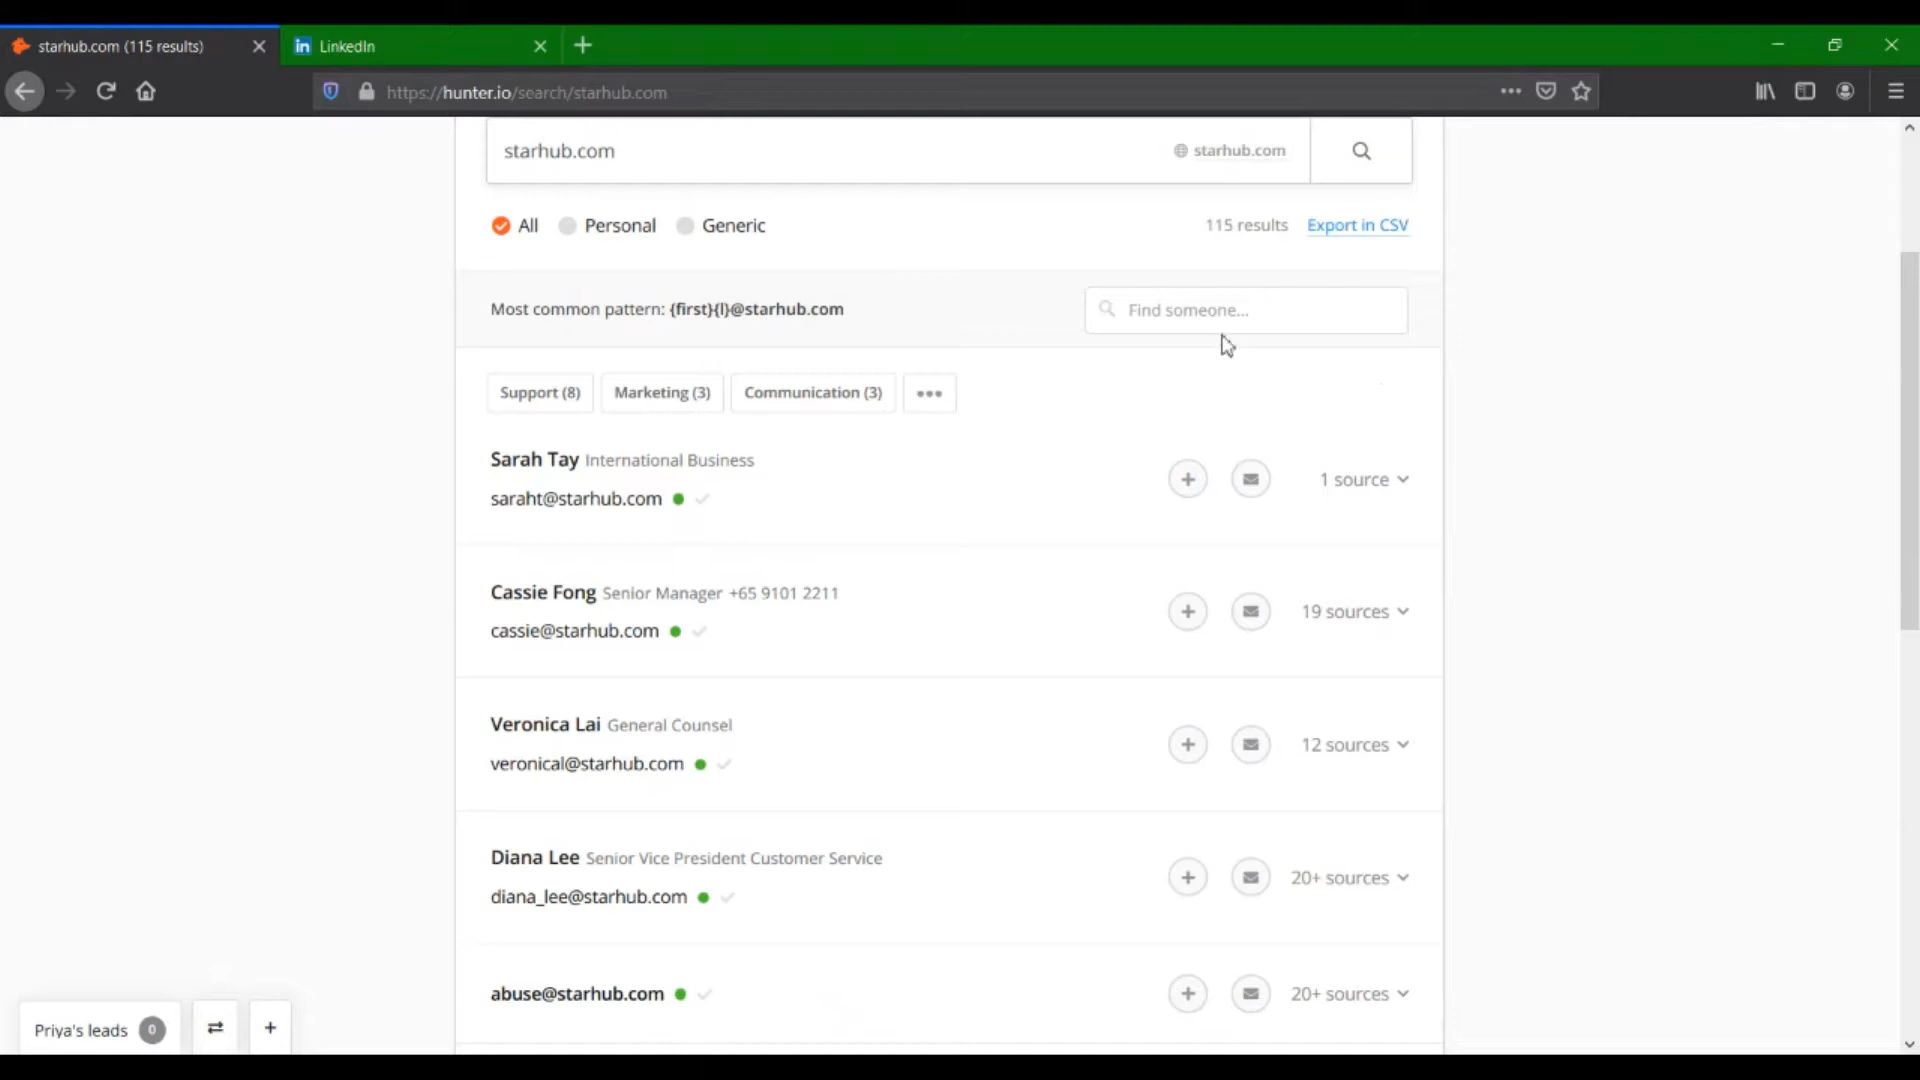 starhub.com (115 results)
LinkedIn
https://hunter.io/search/starhub.com
starhub.com
starhub.com
All
Personal
Generic
115 results
Export in CSV
Most common pattern: {first}{l}@starhub.com
Find someone...
Support (8)
Marketing (3)
Communication (3)
Sarah Tay International Business
1 source
saraht@starhub.com
Cassie Fong Senior Manager +65 9101 2211
19 sources
cassie@starhub.com
Veronica Lai General Counsel
12 sources
veronical@starhub.com
Diana Lee Senior Vice President Customer Service
20+ sources
diana_lee@starhub.com
abuse@starhub.com
20+ sources
Priya's leads 0